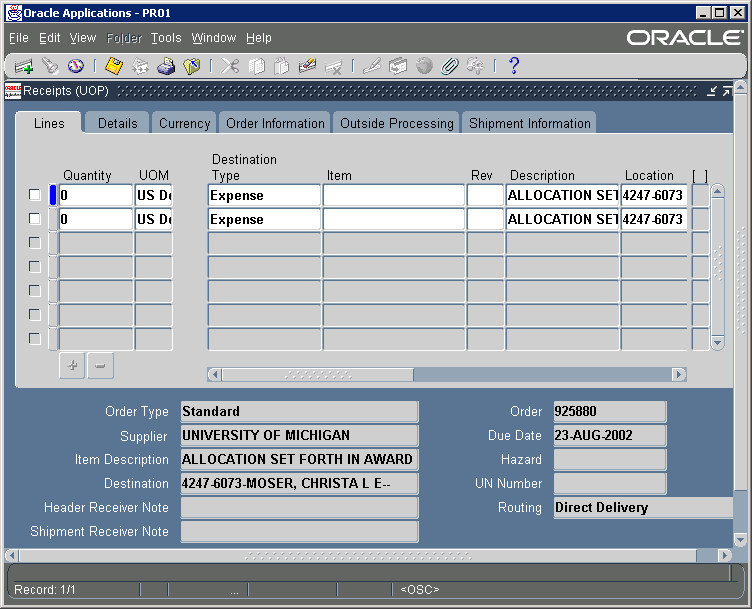 Oracle Applications - PR01
File Edit View Folder Tools Window Help
ORACLE
Receipts (UOP)
Lines Details Currency Order Information Outside Processing Shipment Information
Destination
Quantity UOM Type Item Rev Description Location [ ]
0 US Do Expense ALLOCATION SET 4247-6073
0 US Do Expense ALLOCATION SET 4247-6073
Order Type Standard Order 925880
Supplier UNIVERSITY OF MICHIGAN Due Date 23-AUG-2002
Item Description ALLOCATION SET FORTH IN AWARD Hazard
Destination 4247-6073-MOSER, CHRISTA L E-- UN Number
Header Receiver Note Routing Direct Delivery
Shipment Receiver Note
Record: 1/1 ... <OSC>